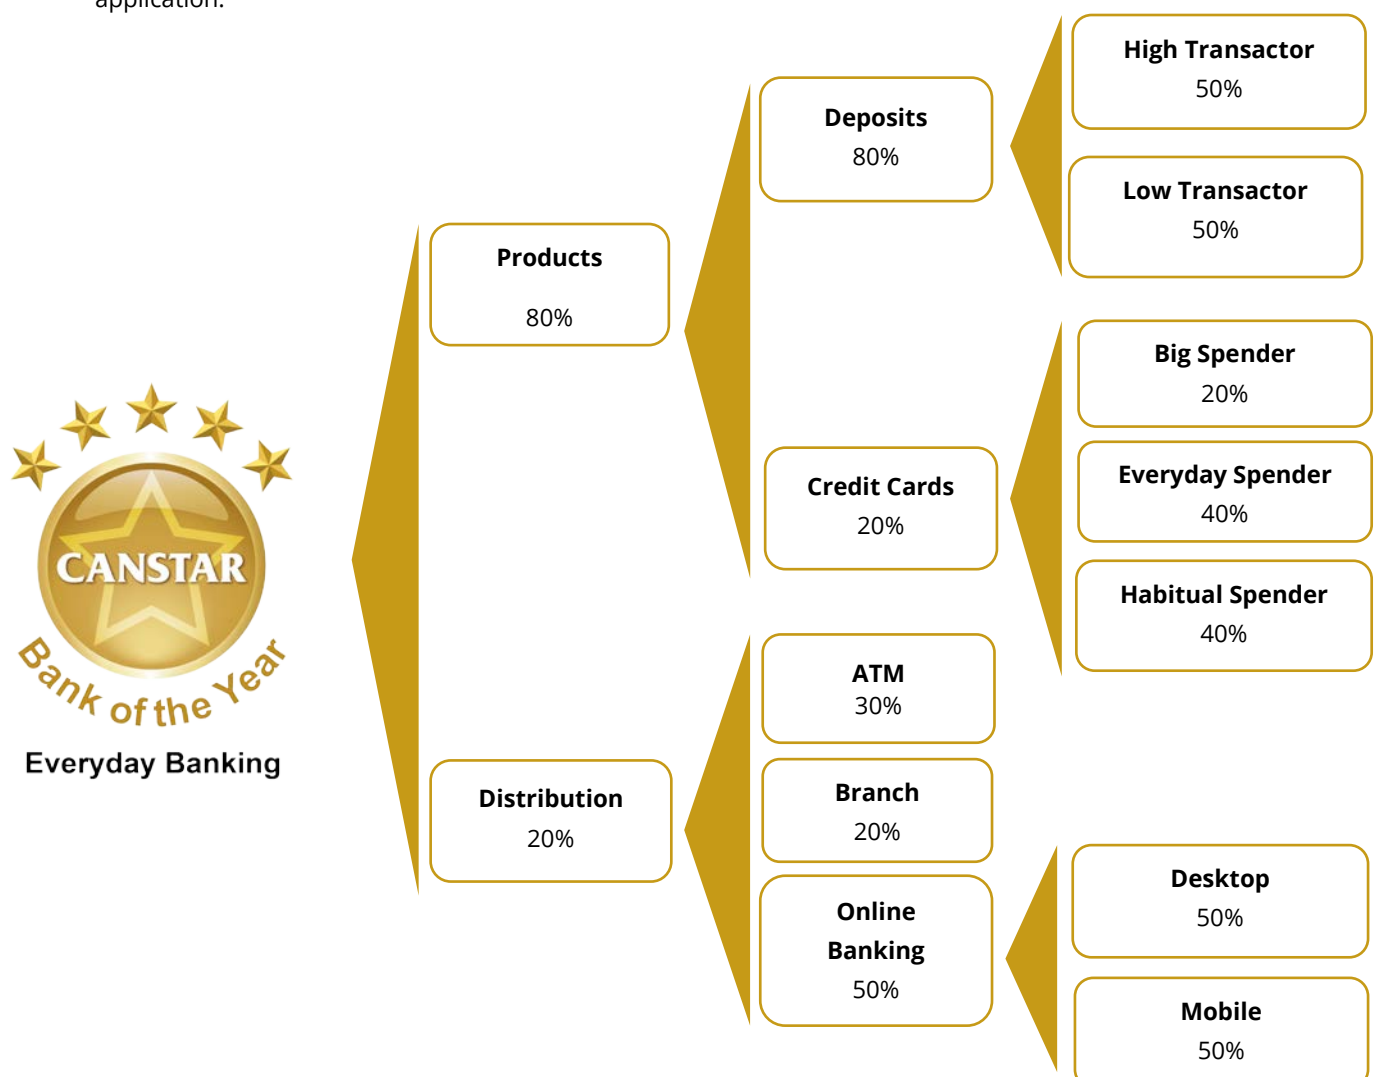 application.
High Transactor
50%
Deposits
80%
Low Transactor
50%
Products
80%
Big Spender
20%
Everyday Spender
40%
Credit Cards
20%
Habitual Spender
40%
CANSTAR
Bank of the Year
Everyday Banking
ATM
30%
Distribution
20%
Branch
20%
Online
Banking
50%
Desktop
50%
Mobile
50%